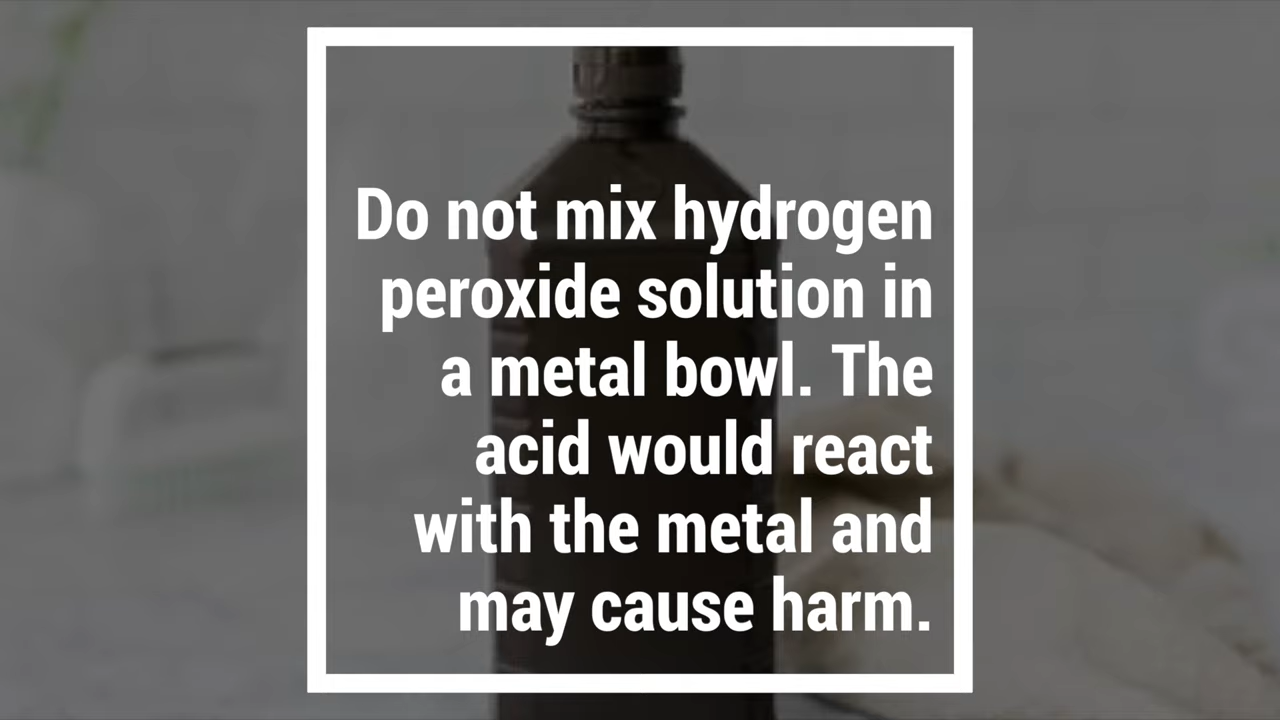 Do not mix hydrogen
peroxide solution in
a metal bowl. The
acid would react
with the metal and
may cause harm.